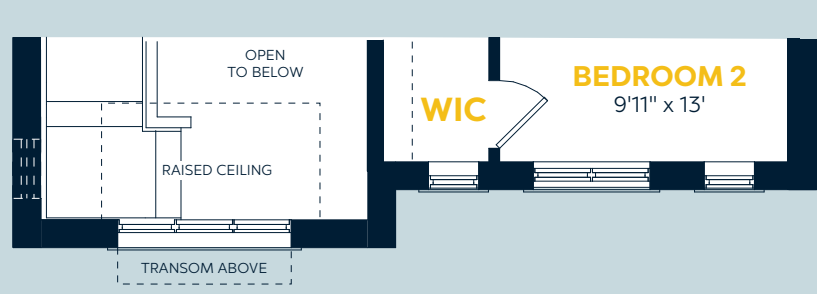 OPEN
TO BELOW
WIC
BEDROOM 2
9'11" x 13'
RAISED CEILING
TRANSOM ABOVE